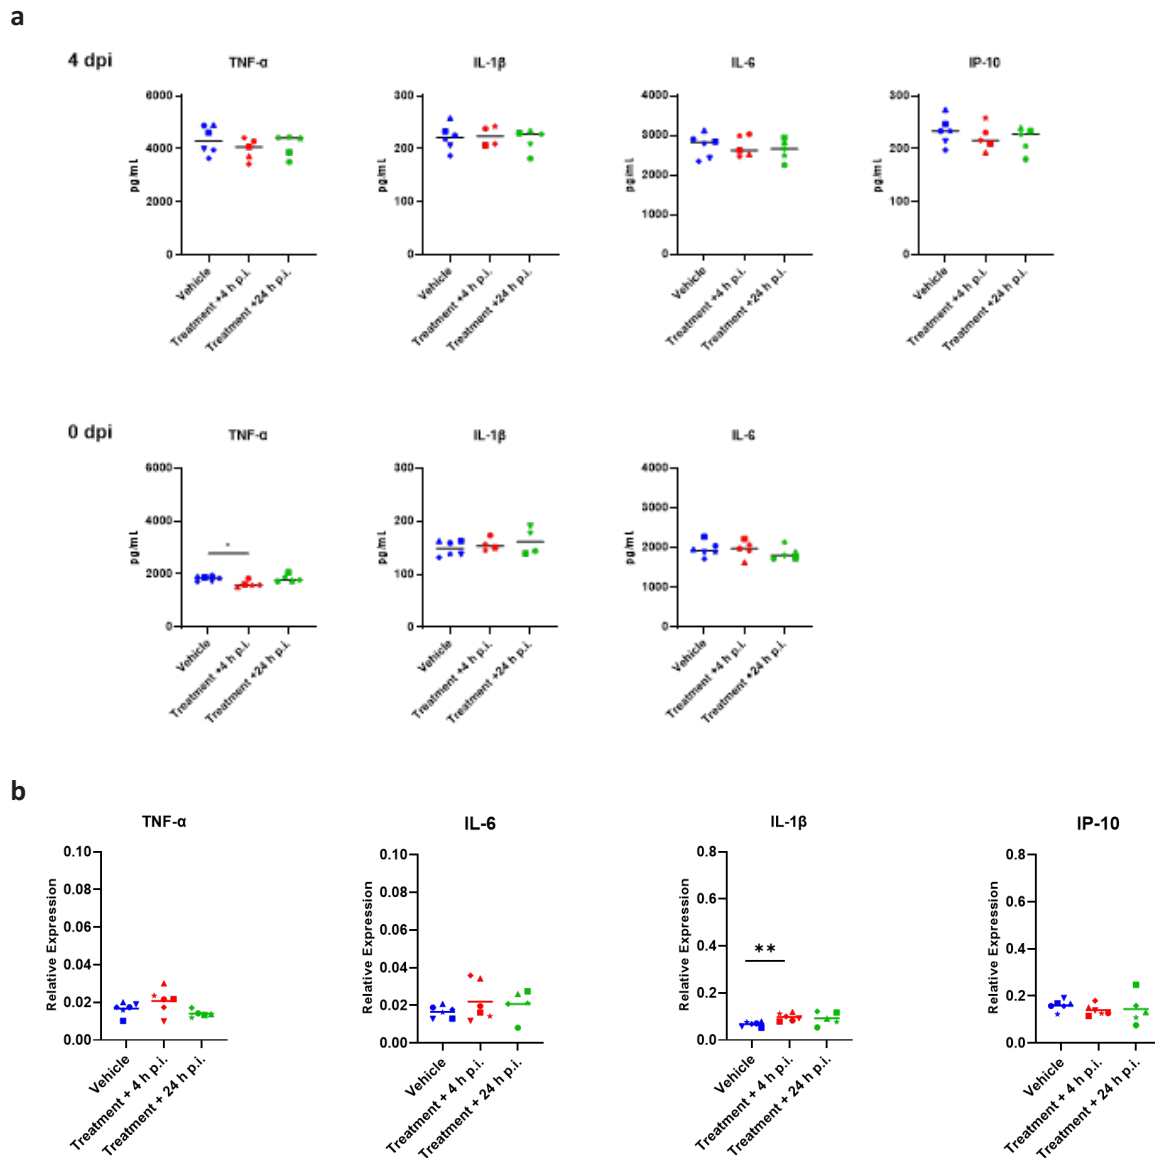 a
4 dpi
TNF-α
IL-1β
IL-6
IP-10
6000
4000
2000
0
pg/mL
Vehicle
Treatment +4 h p.i.
Treatment +24 h p.i.
300
200
100
0
pg/mL
Vehicle
Treatment +4 h p.i.
Treatment +24 h p.i.
4000
3000
2000
1000
0
pg/mL
Vehicle
Treatment +4 h p.i.
Treatment +24 h p.i.
300
200
100
0
pg/mL
Vehicle
Treatment +4 h p.i.
Treatment +24 h p.i.
0 dpi
TNF-α
IL-1β
IL-6
6000
4000
2000
0
pg/mL
*
Vehicle
Treatment +4 h p.i.
Treatment +24 h p.i.
300
200
100
0
pg/mL
Vehicle
Treatment +4 h p.i.
Treatment +24 h p.i.
4000
3000
2000
1000
0
pg/mL
Vehicle
Treatment +4 h p.i.
Treatment +24 h p.i.
b
TNF-α
IL-6
IL-1β
IP-10
0.10
0.08
0.06
0.04
0.02
0.00
Relative Expression
Vehicle
Treatment + 4 h p.i.
Treatment + 24 h p.i.
0.10
0.08
0.06
0.04
0.02
0.00
Relative Expression
Vehicle
Treatment + 4 h p.i.
Treatment + 24 h p.i.
0.8
0.6
0.4
0.2
0.0
Relative Expression
**
Vehicle
Treatment + 4 h p.i.
Treatment + 24 h p.i.
0.8
0.6
0.4
0.2
0.0
Relative Expression
Vehicle
Treatment + 4 h p.i.
Treatment + 24 h p.i.